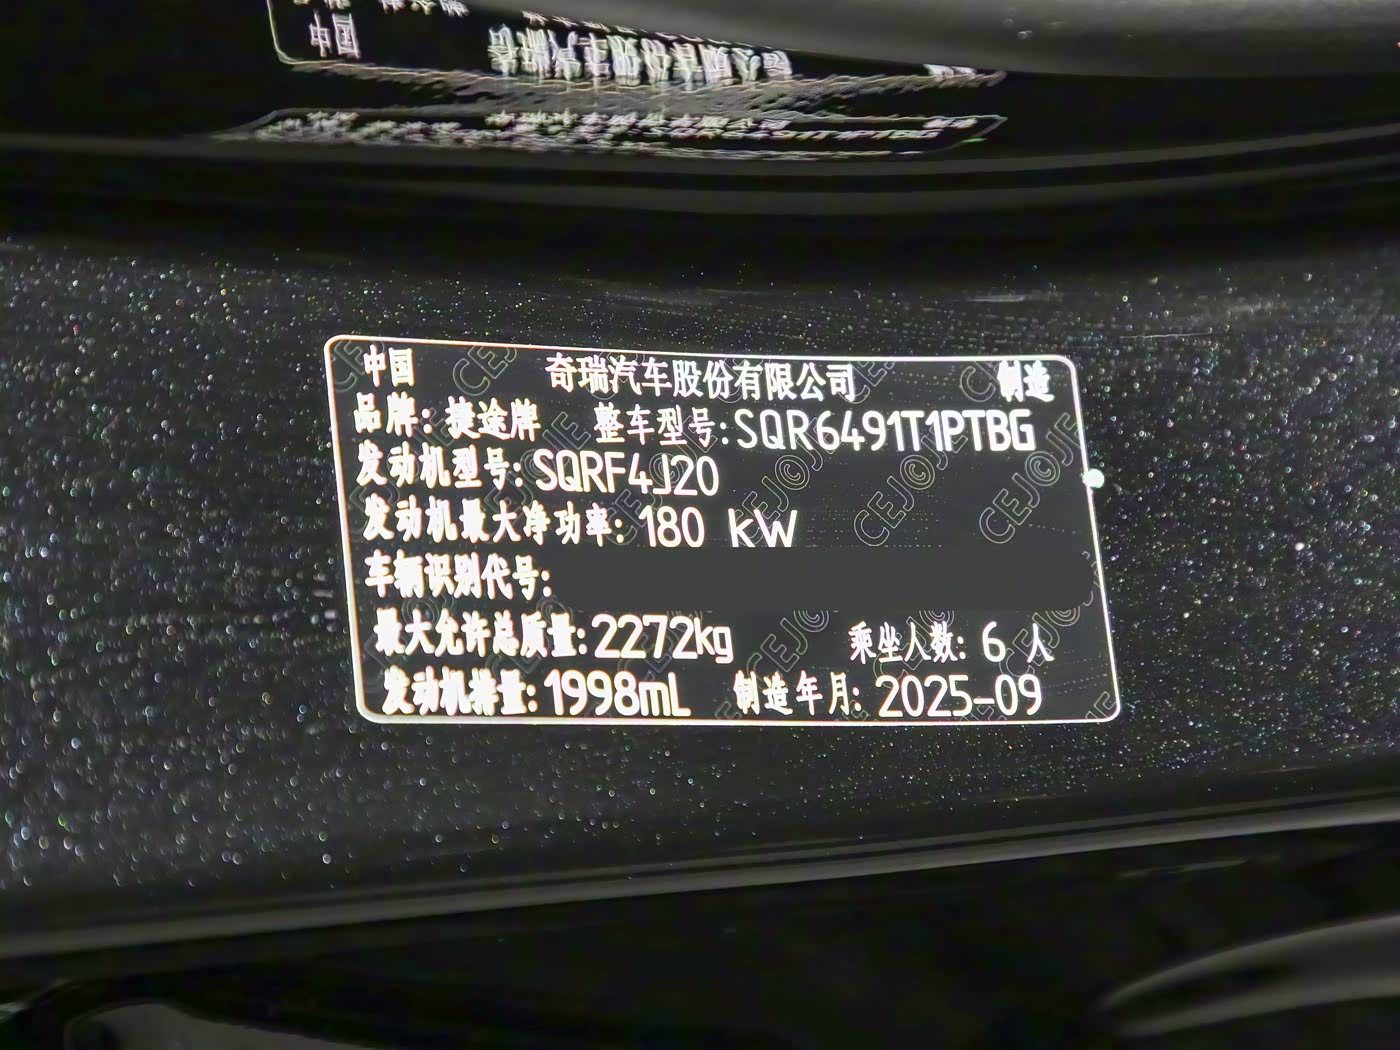 中国 奇瑞汽车股份有限公司 制造
品牌: 捷途牌 整车型号: SQR6491T1PTBG
发动机型号: SQRF4J20
发动机最大净功率: 180 kW
车辆识别代号:
最大允许总质量: 2272kg 乘坐人数: 6 人
发动机排量: 1998mL 制造年月: 2025-09